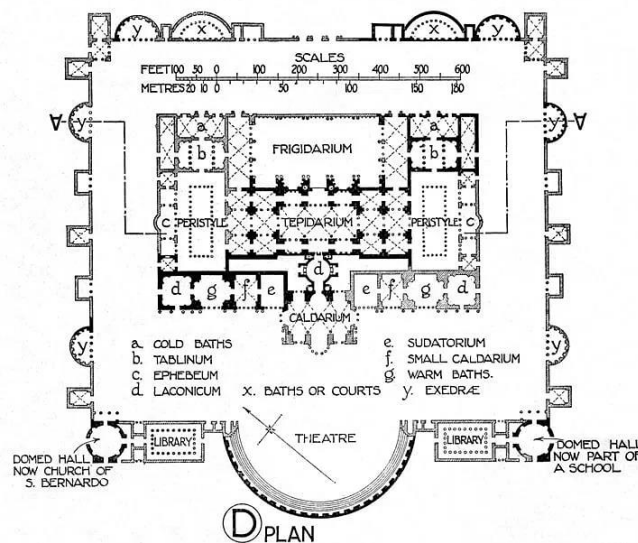 y x x y
SCALES
FEET 100 50 0 100 200 300 400 500 600
METRES 20 10 0 50 100 150 180
A y y A
a a
b FRIGIDARIUM b
c PERISTYLE TEPIDARIUM PERISTYLE c
d g f e d e f g d
CALDARIUM
y y
a COLD BATHS
b. TABLINUM
c. EPHEBEUM
d LACONICUM
x. BATHS OR COURTS
e. SUDATORIUM
f. SMALL CALDARIUM
g. WARM BATHS.
y. EXEDRÆ
LIBRARY THEATRE LIBRARY
DOMED HALL
NOW CHURCH OF
S. BERNARDO
DOMED HALL
NOW PART OF
A SCHOOL
D PLAN